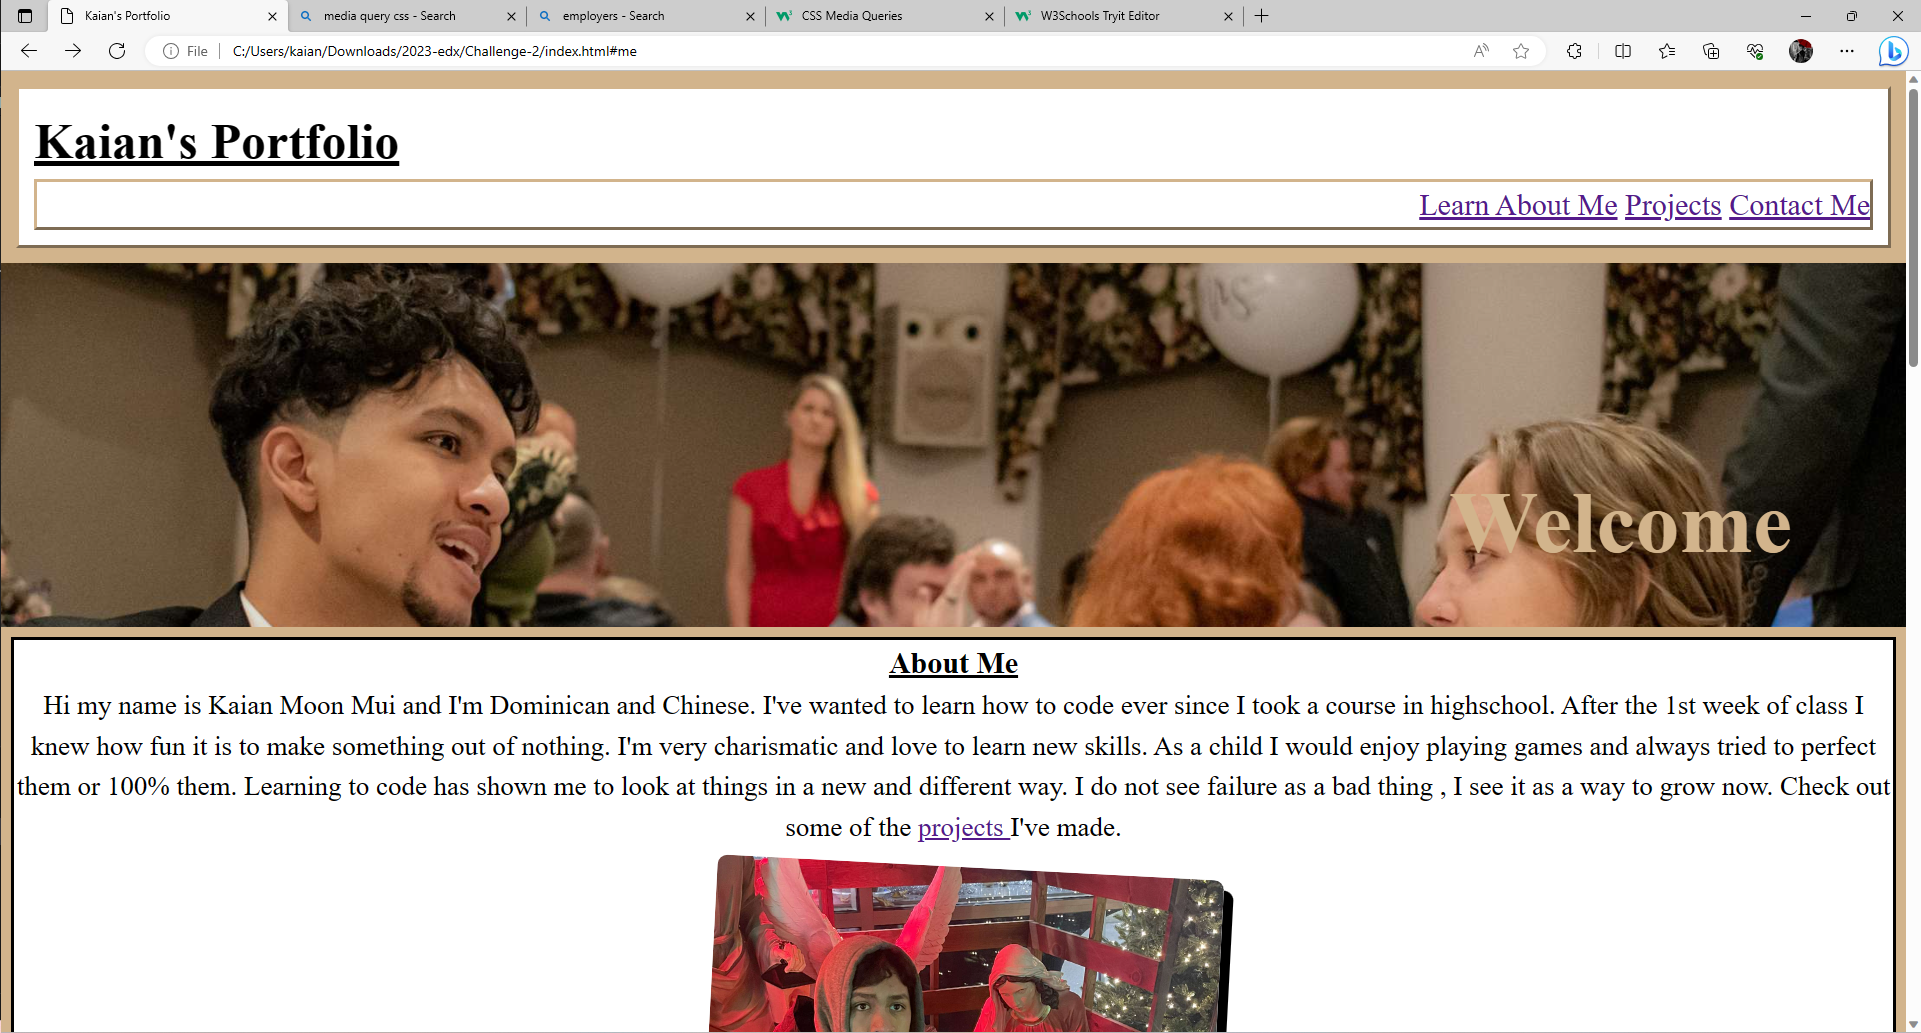 Kaian's Portfolio
media query css - Search
employers - Search
CSS Media Queries
W3Schools Tryit Editor
File
C:/Users/kaian/Downloads/2023-edx/Challenge-2/index.html#me
Kaian's Portfolio
Learn About Me Projects Contact Me
Welcome
About Me
Hi my name is Kaian Moon Mui and I'm Dominican and Chinese. I've wanted to learn how to code ever since I took a course in highschool. After the 1st week of class I
knew how fun it is to make something out of nothing. I'm very charismatic and love to learn new skills. As a child I would enjoy playing games and always tried to perfect
them or 100% them. Learning to code has shown me to look at things in a new and different way. I do not see failure as a bad thing , I see it as a way to grow now. Check out
some of the projects I've made.